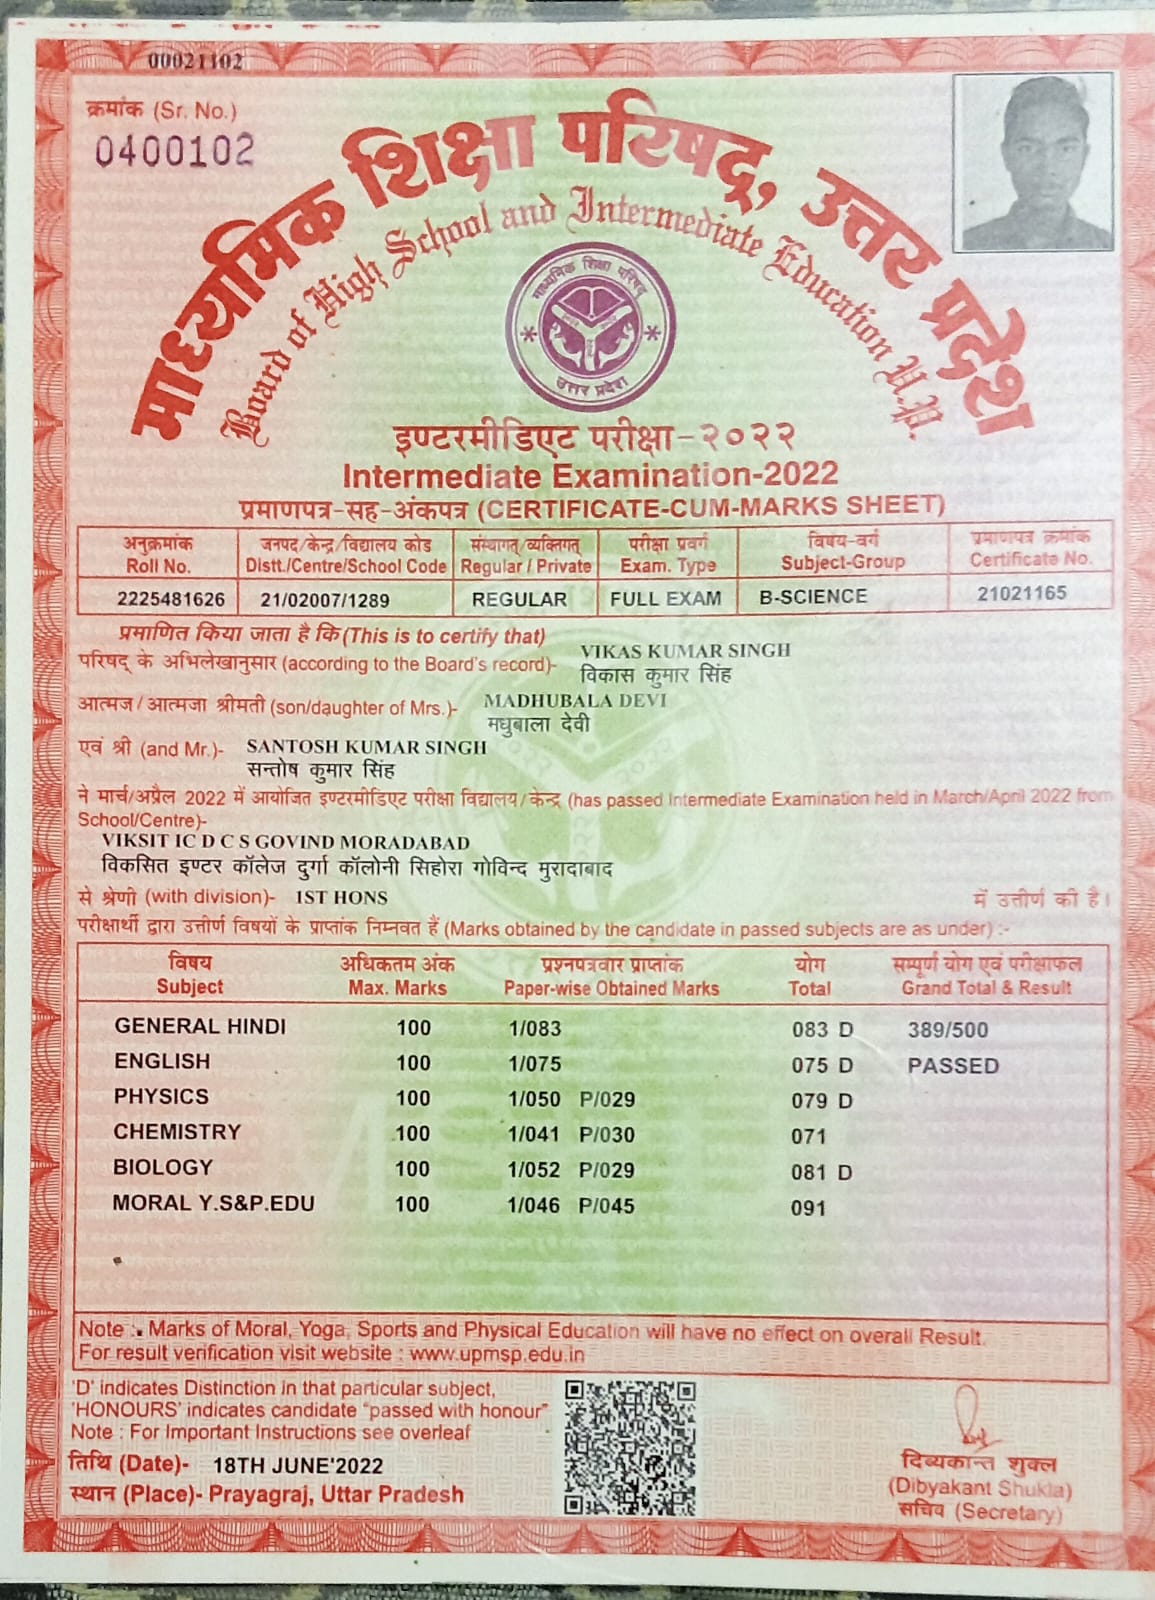 00021102
क्रमांक (Sr. No.)
0400102
माध्यमिक शिक्षा परिषद्, उत्तर प्रदेश
Board of High School and Intermediate Education U.P.
माध्यमिक शिक्षा परिषद्
उत्तर प्रदेश
इण्टरमीडिएट परीक्षा-२०२२
Intermediate Examination-2022
प्रमाणपत्र-सह-अंकपत्र (CERTIFICATE-CUM-MARKS SHEET)
अनुक्रमांक जनपद/केन्द्र/विद्यालय कोड संस्थागत्/व्यक्तिगत् परीक्षा प्रवर्ग विषय-वर्ग प्रमाणपत्र क्रमांक
Roll No. Distt./Centre/School Code Regular / Private Exam. Type Subject-Group Certificate No.
2225481626 21/02007/1289 REGULAR FULL EXAM B-SCIENCE 21021165
प्रमाणित किया जाता है कि (This is to certify that)
परिषद् के अभिलेखानुसार (according to the Board's record)- VIKAS KUMAR SINGH
विकास कुमार सिंह
आत्मज/आत्मजा श्रीमती (son/daughter of Mrs.)- MADHUBALA DEVI
मधुबाला देवी
एवं श्री (and Mr.)- SANTOSH KUMAR SINGH
सन्तोष कुमार सिंह
ने मार्च/अप्रैल 2022 में आयोजित इण्टरमीडिएट परीक्षा विद्यालय/केन्द्र (has passed Intermediate Examination held in March/April 2022 from
School/Centre)-
VIKSIT IC D C S GOVIND MORADABAD
विकसित इण्टर कॉलेज दुर्गा कॉलोनी सिहोरा गोविन्द मुरादाबाद
से श्रेणी (with division)- 1ST HONS में उत्तीर्ण की है।
परीक्षार्थी द्वारा उत्तीर्ण विषयों के प्राप्तांक निम्नवत हैं (Marks obtained by the candidate in passed subjects are as under) :-
विषय अधिकतम अंक प्रश्नपत्रवार प्राप्तांक योग सम्पूर्ण योग एवं परीक्षाफल
Subject Max. Marks Paper-wise Obtained Marks Total Grand Total & Result
GENERAL HINDI 100 1/083 083 D 389/500
ENGLISH 100 1/075 075 D PASSED
PHYSICS 100 1/050 P/029 079 D
CHEMISTRY 100 1/041 P/030 071
BIOLOGY 100 1/052 P/029 081 D
MORAL Y.S&P.EDU 100 1/046 P/045 091
Note :. Marks of Moral, Yoga, Sports and Physical Education will have no effect on overall Result.
For result verification visit website : www.upmsp.edu.in
'D' indicates Distinction in that particular subject,
'HONOURS' indicates candidate "passed with honour"
Note : For Important Instructions see overleaf
तिथि (Date)- 18TH JUNE'2022
स्थान (Place)- Prayagraj, Uttar Pradesh
दिव्यकान्त शुक्ल
(Dibyakant Shukla)
सचिव (Secretary)